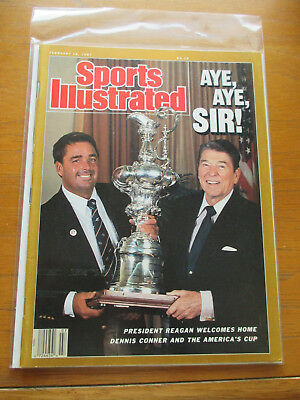 Sports
Illustrated
AYE,
AYE,
SIR!
PRESIDENT REAGAN WELCOMES HOME
DENNIS CONNER AND THE AMERICA'S CUP